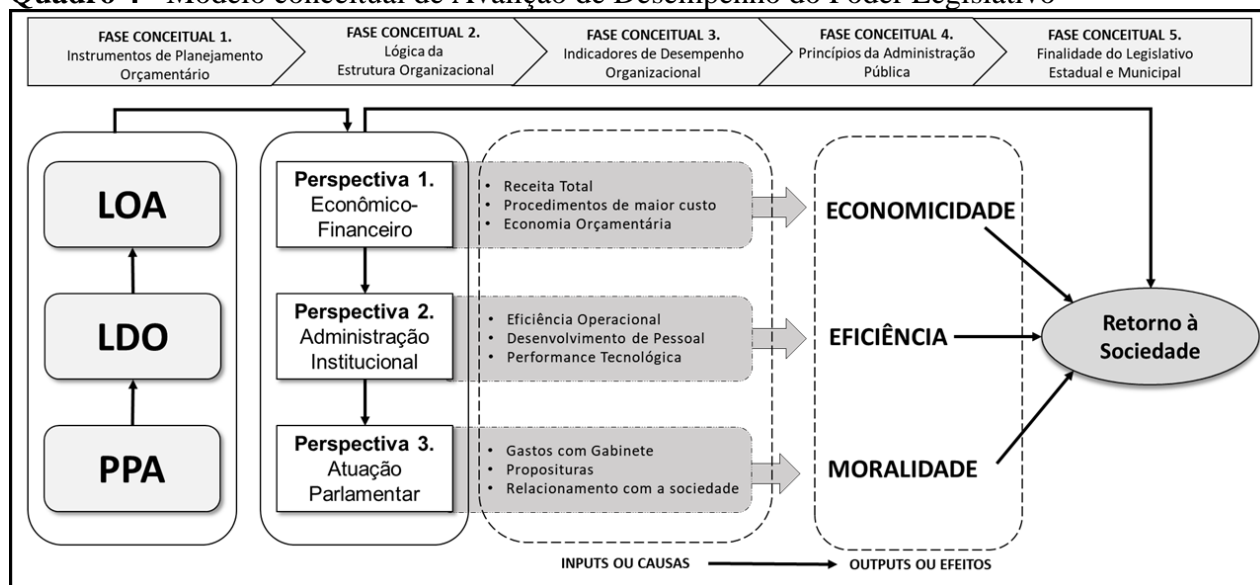 Quadro 4 - Modelo conceitual de de Desempenho do Poder Legislativo
FASE CONCEITUAL 1.
Instrumentos de Planejamento
Orçamentário
FASE CONCEITUAL 2.
Lógica da
Estrutura Organizacional
FASE CONCEITUAL 3.
Indicadores de Desempenho
Organizacional
FASE CONCEITUAL 4.
Princípios da Administração
Pública
FASE CONCEITUAL 5.
Finalidade do Legislativo
Estadual e Municipal
LOA
LDO
PPA
Perspectiva 1.
Econômico-
Financeiro
Perspectiva 2.
Administração
Institucional
Perspectiva 3.
Atuação
Parlamentar
• Receita Total
• Procedimentos de maior custo
• Economia Orçamentária
• Eficiência Operacional
• Desenvolvimento de Pessoal
• Performance Tecnológica
• Gastos com Gabinete
• Proposituras
• Relacionamento com a sociedade
ECONOMICIDADE
EFICIÊNCIA
MORALIDADE
Retorno à
Sociedade
INPUTS OU CAUSAS
OUTPUTS OU EFEITOS